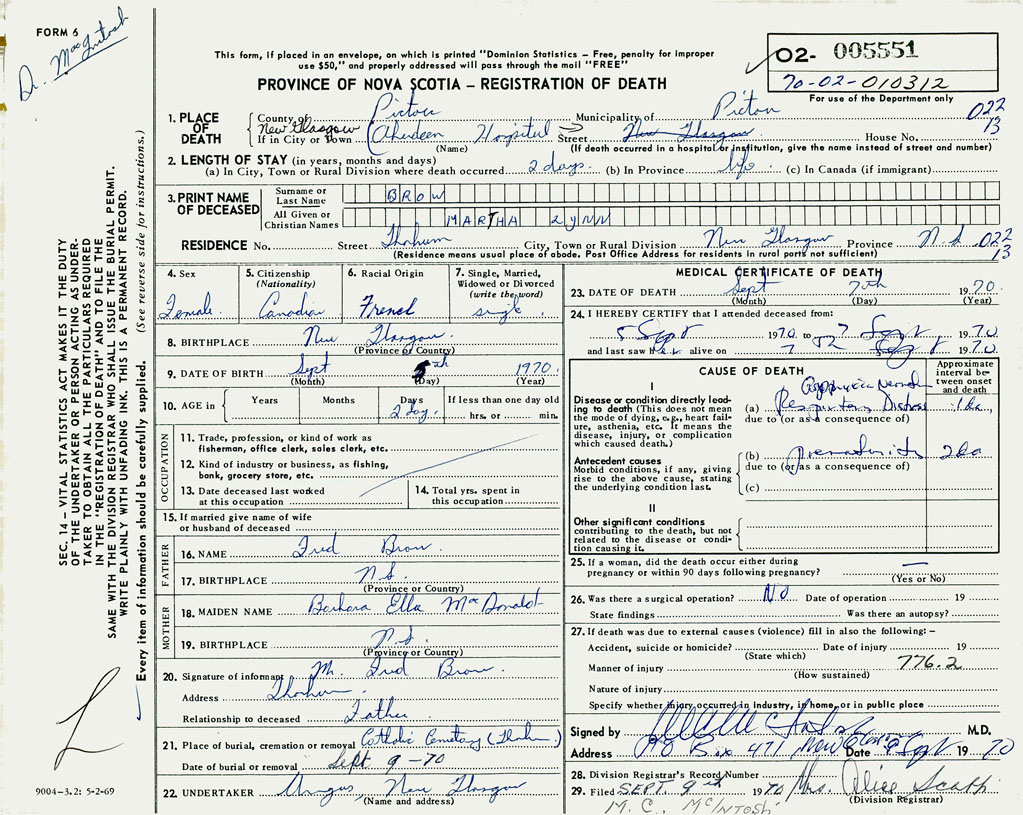 FORM 6
Dr. MacGintosh
This form, if placed in an envelope, on which is printed "Dominion Statistics – Free, penalty for improper
use $50," and properly addressed will pass through the mail "FREE"
PROVINCE OF NOVA SCOTIA – REGISTRATION OF DEATH
02- 005551
70-02-010312
For use of the Department only
022
13
1. PLACE OF DEATH
County of Pictou Municipality of Pictou
New Glasgow
If in City or Town (Aberdeen Hospital Street New Glasgow House No.
(Name) (If death occurred in a hospital or institution, give the name instead of street and number)
2. LENGTH OF STAY (in years, months and days)
(a) In City, Town or Rural Division where death occurred 2 days. (b) In Province life (c) In Canada (if immigrant)
3. PRINT NAME OF DECEASED
Surname or Last Name BROW
All Given or Christian Names MARTHA LYNN
RESIDENCE No. Street Thorburn City, Town or Rural Division New Glasgow Province N.S. 022
(Residence means usual place of abode. Post Office Address for residents in rural parts not sufficient) 13
4. Sex
Female
5. Citizenship (Nationality)
Canadian
6. Racial Origin
French
7. Single, Married, Widowed or Divorced (write the word)
single
8. BIRTHPLACE New Glasgow
(Province or Country)
9. DATE OF BIRTH Sept 5th 1970
(Month) (Day) (Year)
10. AGE in Years Months Days If less than one day old
2 day. hrs. or min.
OCCUPATION
11. Trade, profession, or kind of work as
fisherman, office clerk, sales clerk, etc.
12. Kind of industry or business, as fishing,
bank, grocery store, etc.
13. Date deceased last worked
at this occupation
14. Total yrs. spent in
this occupation
15. If married give name of wife
or husband of deceased
FATHER
16. NAME Fred Brow
17. BIRTHPLACE N.S.
(Province or Country)
MOTHER
18. MAIDEN NAME Barbara Ella MacDonald
19. BIRTHPLACE N.S.
(Province or Country)
20. Signature of informant M. Fred Brow
Address Thorburn
Relationship to deceased Father
21. Place of burial, cremation or removal Catholic Cemetery (Thorburn)
Date of burial or removal Sept 9 -70
22. UNDERTAKER Angus, New Glasgow
(Name and address)
MEDICAL CERTIFICATE OF DEATH
23. DATE OF DEATH Sept 7th 1970
(Month) (Day) (Year)
24. I HEREBY CERTIFY that I attended deceased from:
5 Sept 1970 to 7 Sept 1970
and last saw her alive on 7 Sept 1970
CAUSE OF DEATH
Approximate interval between onset and death
I
Disease or condition directly leading to death (This does not mean the mode of dying, e.g., heart failure, asthenia, etc. It means the disease, injury, or complication which caused death.)
(a) Respiratory Distress
due to (or as a consequence of)
Antecedent causes
Morbid conditions, if any, giving rise to the above cause, stating the underlying condition last.
(b) Prematurity
due to (or as a consequence of)
(c)
II
Other significant conditions
contributing to the death, but not related to the disease or condition causing it.
25. If a woman, did the death occur either during
pregnancy or within 90 days following pregnancy? —
(Yes or No)
26. Was there a surgical operation? NO Date of operation 19
State findings Was there an autopsy?
27. If death was due to external causes (violence) fill in also the following: –
Accident, suicide or homicide? Date of injury 19
(State which)
Manner of injury 776.2
(How sustained)
Nature of injury
Specify whether injury occurred in Industry, in home, or in public place
Signed by M.D.
Address PO Box 471 New Glasgow Date Sept 1970
28. Division Registrar's Record Number
29. Filed SEPT. 9th 1970 Mrs. Alice Scappi
(Division Registrar)
M. C. McINTOSH
SEC. 14 – VITAL STATISTICS ACT MAKES IT THE DUTY
OF THE UNDERTAKER OR PERSON ACTING AS UNDER-
TAKER TO OBTAIN ALL THE PARTICULARS REQUIRED
IN THE "REGISTRATION OF DEATH" AND TO FILE THE
SAME WITH THE DIVISION REGISTRAR WHO SHALL ISSUE THE BURIAL PERMIT.
WRITE PLAINLY WITH UNFADING INK. THIS IS A PERMANENT RECORD.
Every item of information should be carefully supplied. (See reverse side for instructions.)
9004-3.2: 5-2-69